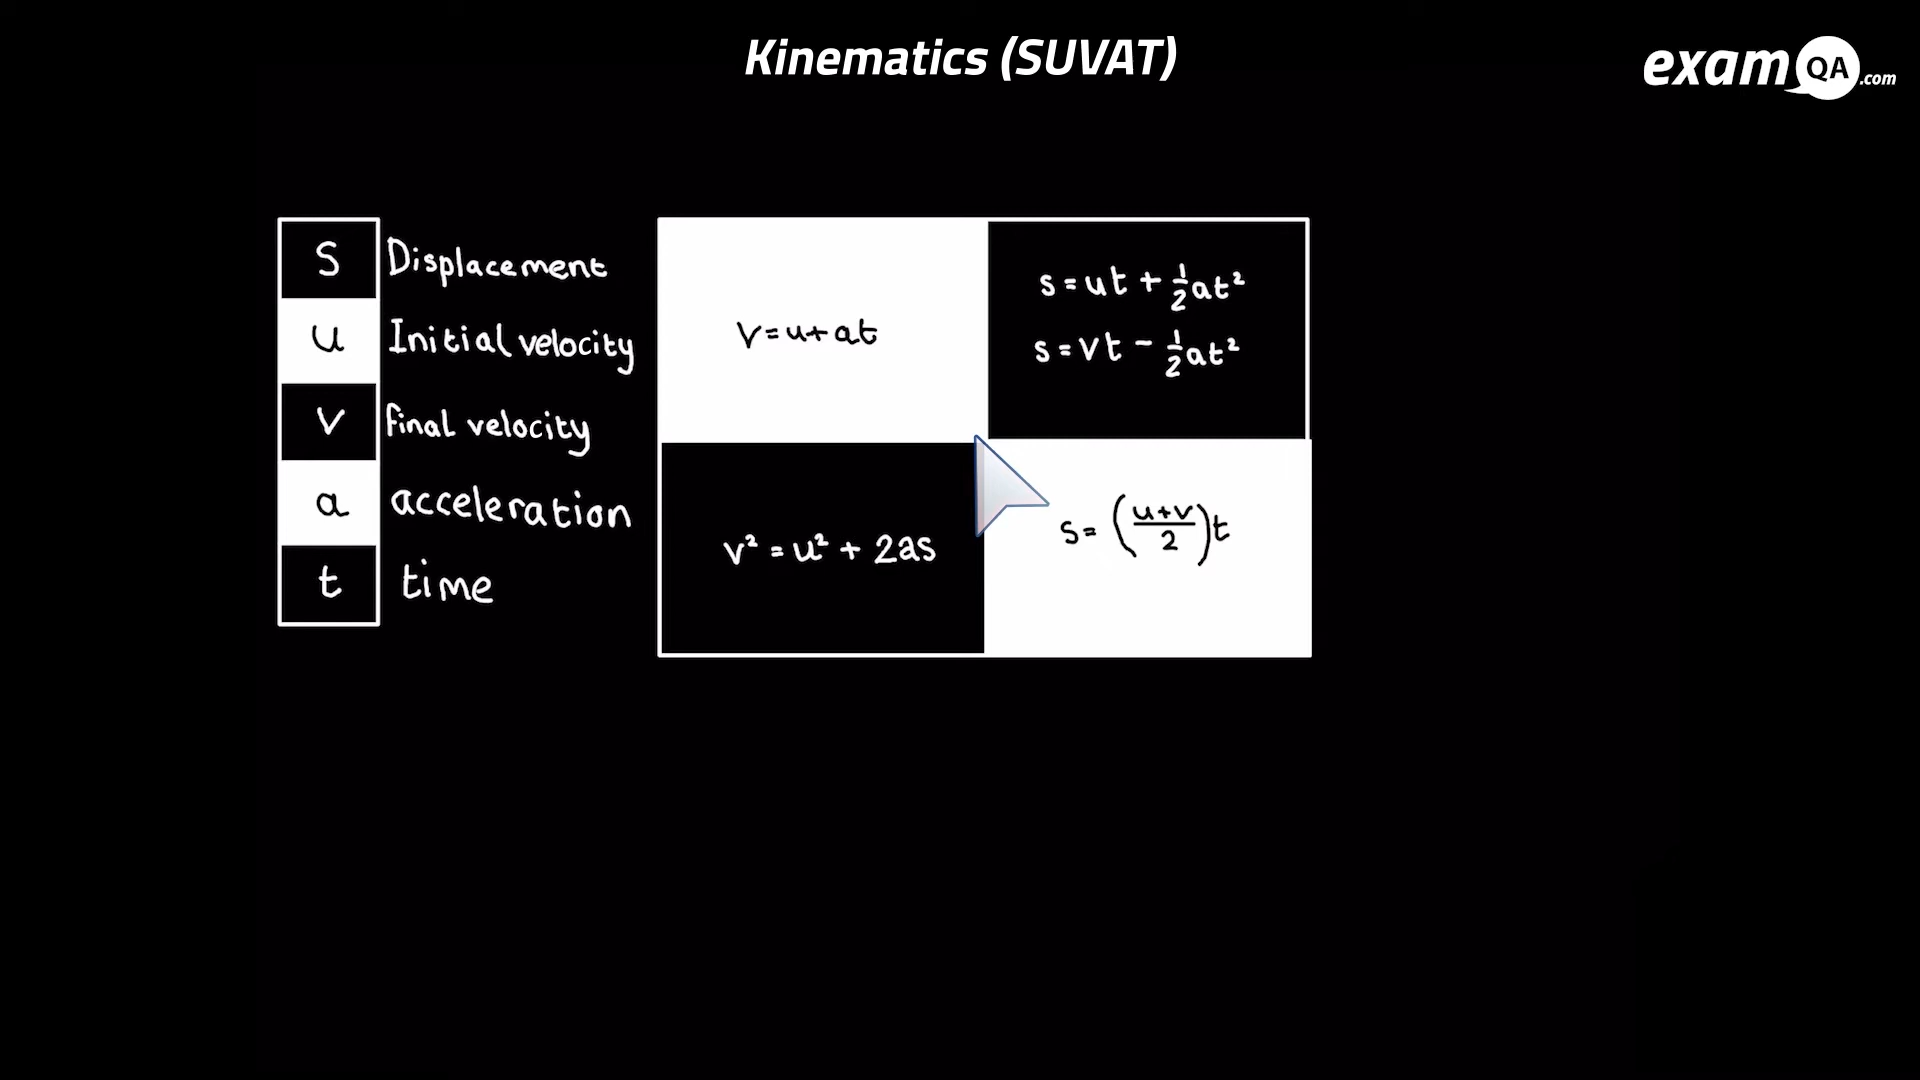 Kinematics (SUVAT)
examQA.com
S Displacement
u Initial velocity
v final velocity
a acceleration
t time
v = u + at
s = ut + ½at²
s = vt - ½at²
v² = u² + 2as
s = (u+v/2)t